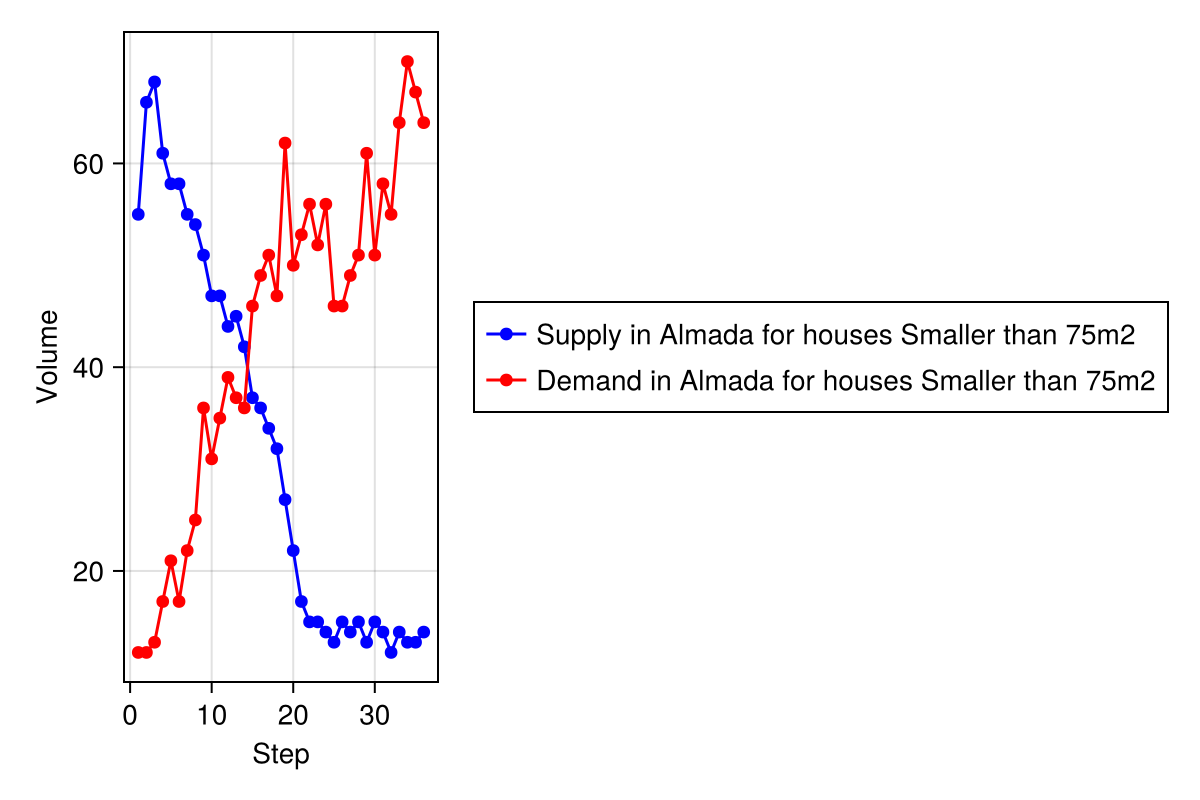 60
40
20
Volume
0 10 20 30
Step
Supply in Almada for houses Smaller than 75m2
Demand in Almada for houses Smaller than 75m2